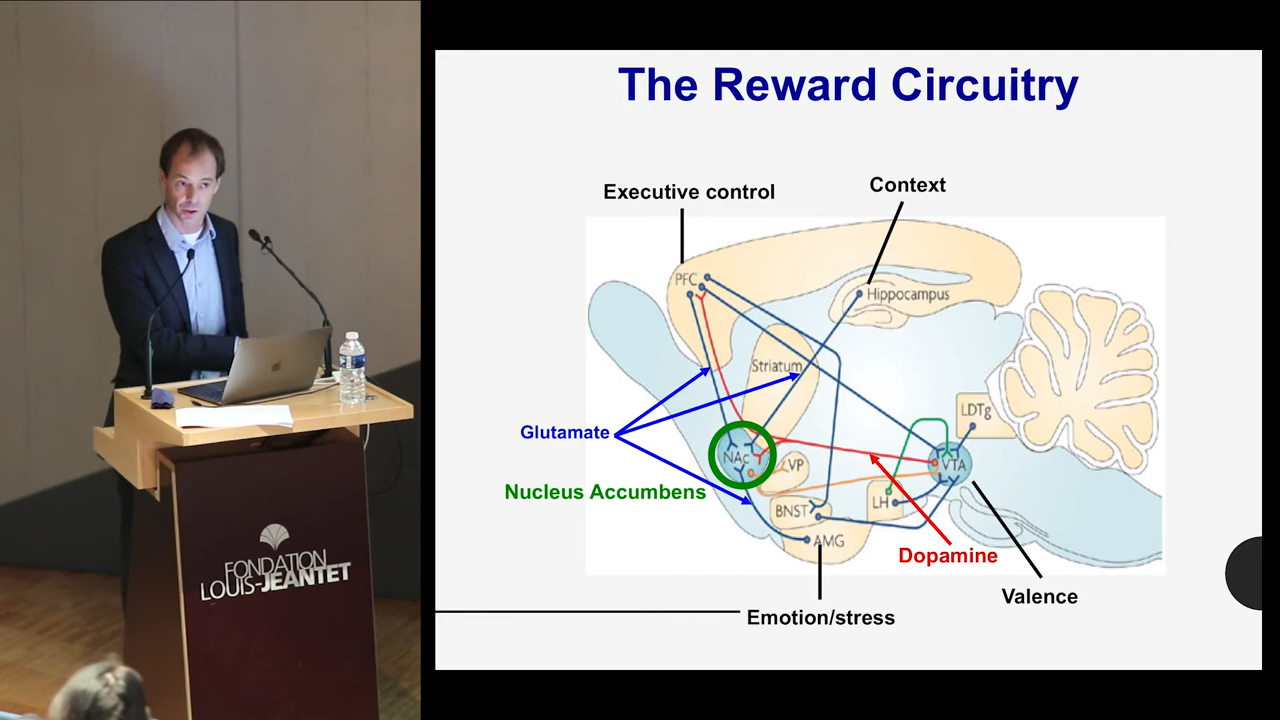 The Reward Circuitry
Executive control
Context
PFC
Hippocampus
Striatum
LDTg
Glutamate
NAc
VP
VTA
Nucleus Accumbens
LH
BNST
AMG
Dopamine
Valence
Emotion/stress
FONDATION
LOUIS-JEANTET